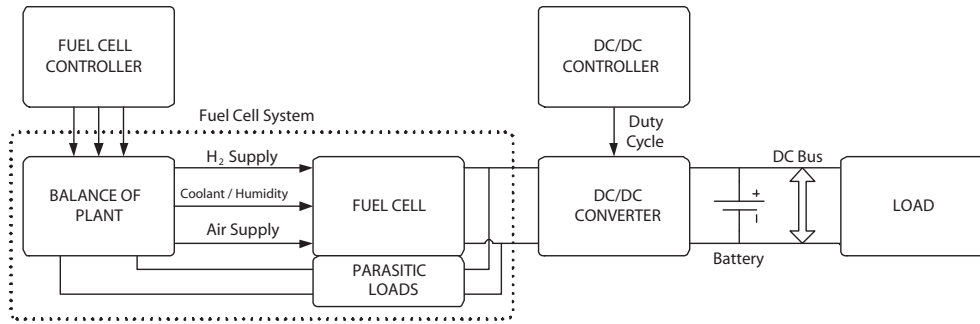 FUEL CELL
CONTROLLER
DC/DC
CONTROLLER
Fuel Cell System
Duty
Cycle
H₂ Supply
DC Bus
BALANCE OF
PLANT
Coolant / Humidity
FUEL CELL
DC/DC
CONVERTER
+
LOAD
Air Supply
Battery
PARASITIC
LOADS